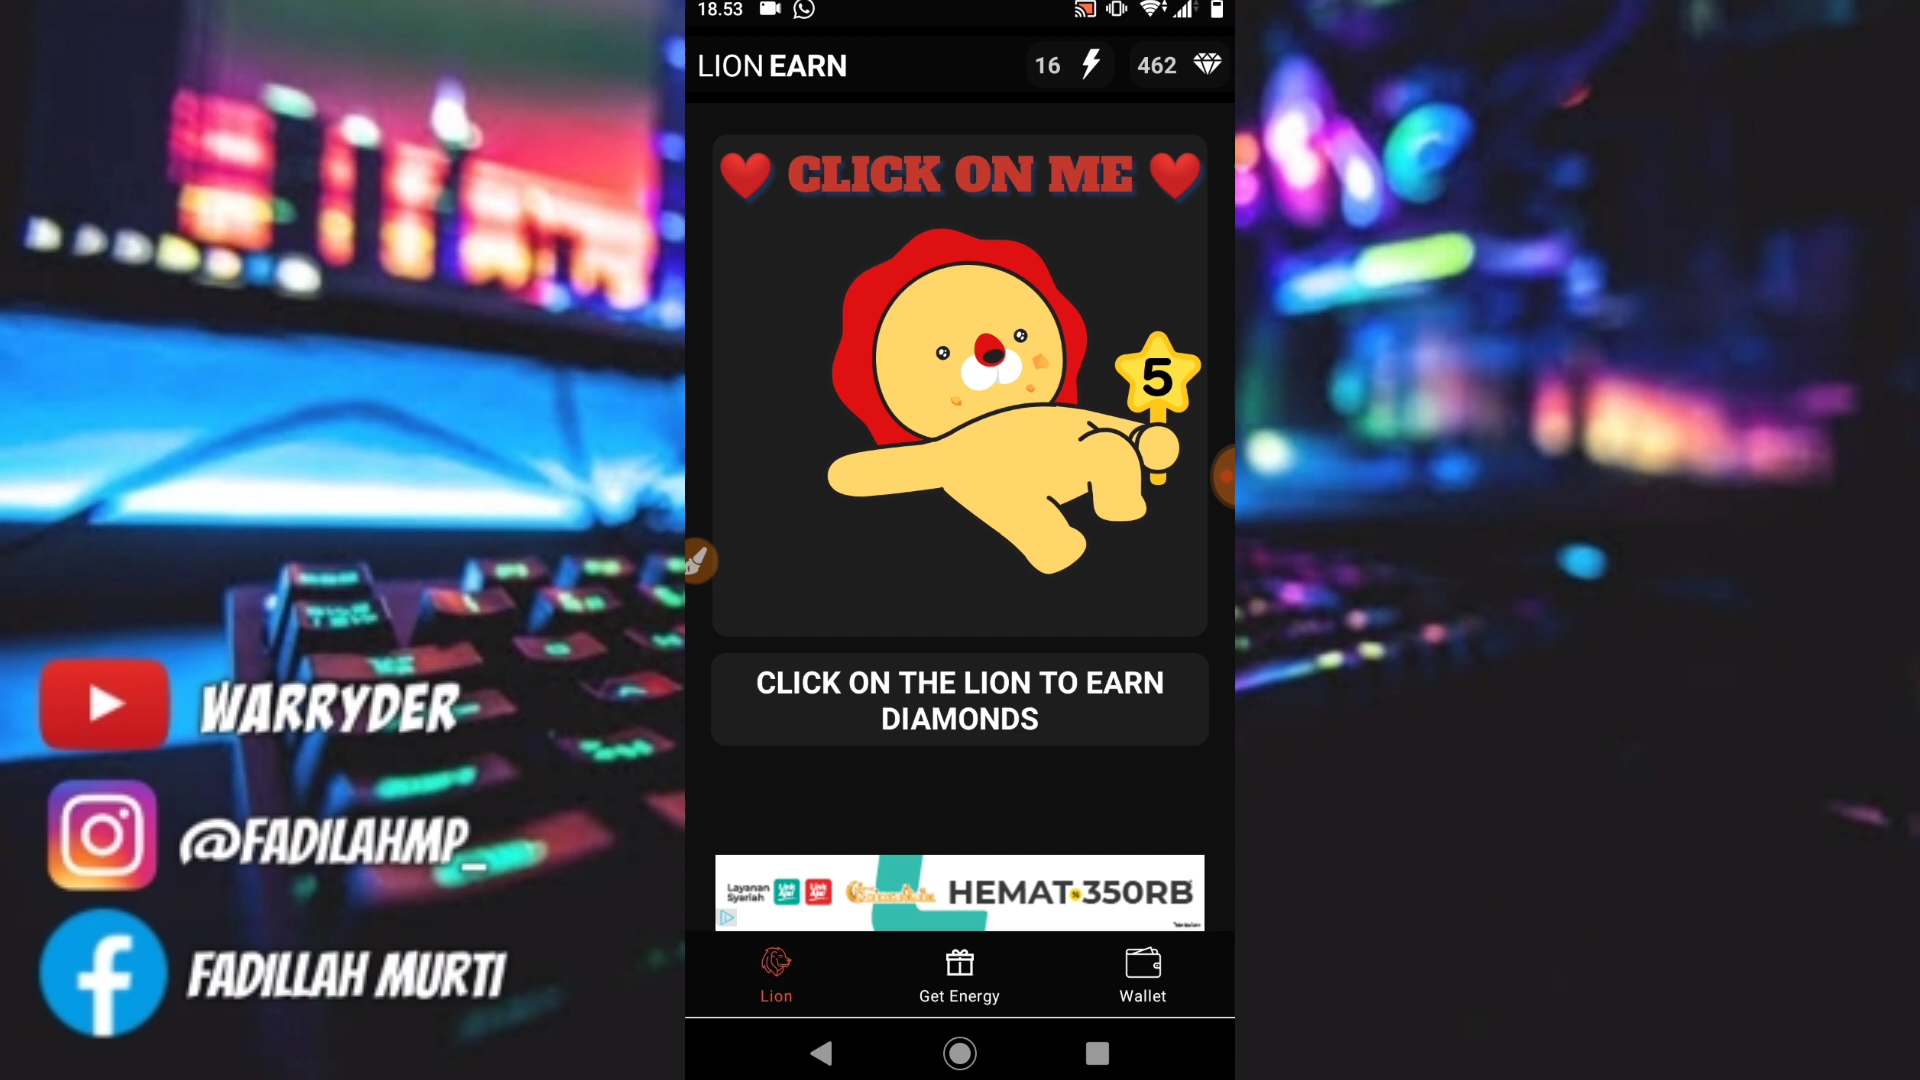 18.53
LION EARN
16
462
CLICK ON ME
5
CLICK ON THE LION TO EARN
DIAMONDS
Layanan
Syariah
HEMAT 350RB
Lion
Get Energy
Wallet
WARRYDER
@FADILAHMP_
FADILLAH MURTI